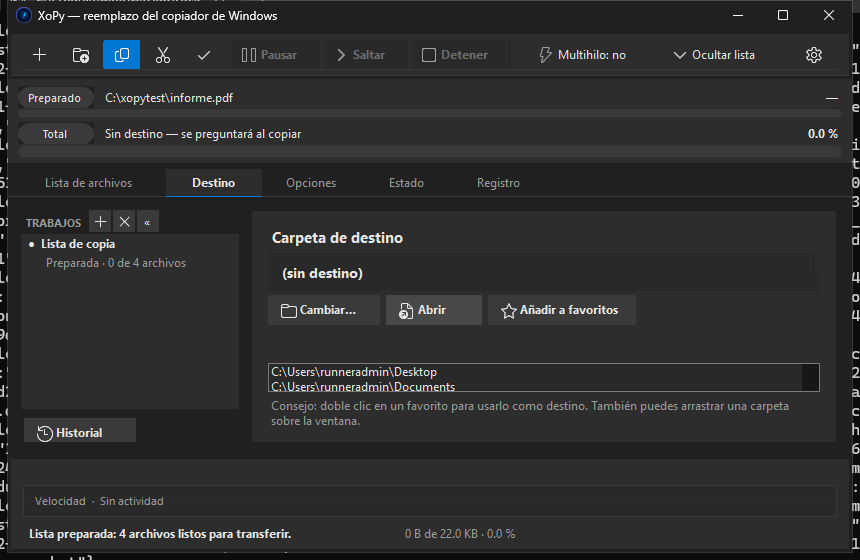 XoPy — reemplazo del copiador de Windows
Pausar
Saltar
Detener
Multihilo: no
Ocultar lista
Preparado
C:\xopytest\informe.pdf
—
Total
Sin destino — se preguntará al copiar
0.0 %
Lista de archivos
Destino
Opciones
Estado
Registro
TRABAJOS
«
Lista de copia
Preparada · 0 de 4 archivos
Historial
Carpeta de destino
(sin destino)
Cambiar...
Abrir
Añadir a favoritos
C:\Users\runneradmin\Desktop
C:\Users\runneradmin\Documents
Consejo: doble clic en un favorito para usarlo como destino. También puedes arrastrar una carpeta
sobre la ventana.
Velocidad · Sin actividad
Lista preparada: 4 archivos listos para transferir.
0 B de 22.0 KB · 0.0 %